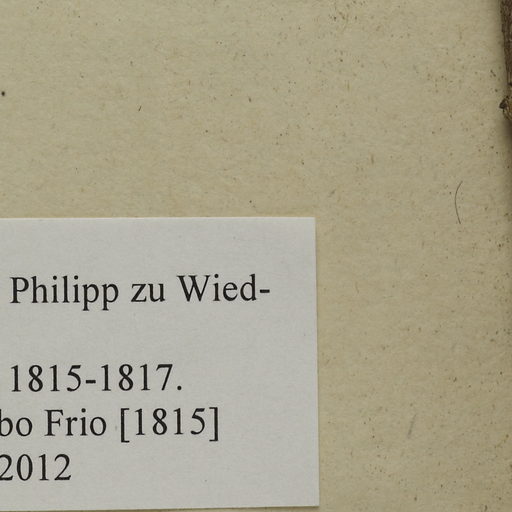 Philipp zu Wied-
1815-1817.
bo Frio [1815]
2012